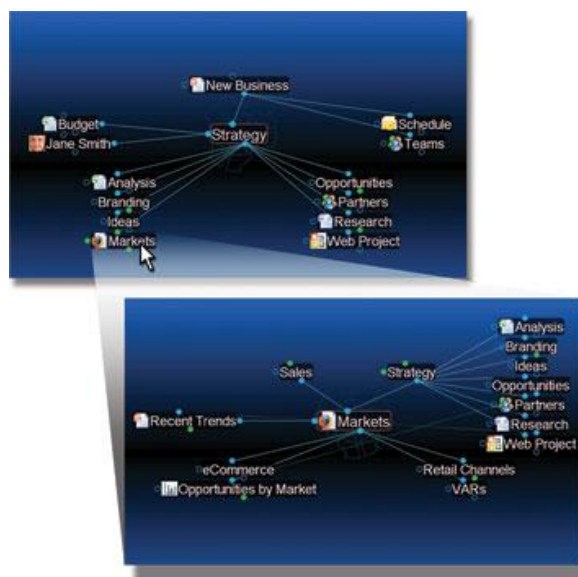 New Business
Budget
Schedule
Jane Smith
Strategy
Teams
Analysis
Opportunities
Branding
Partners
Ideas
Research
Markets
Web Project
Analysis
Branding
Sales
Strategy
Ideas
Opportunities
Partners
Recent Trends
Markets
Research
Web Project
eCommerce
Retail Channels
Opportunities by Market
VARs